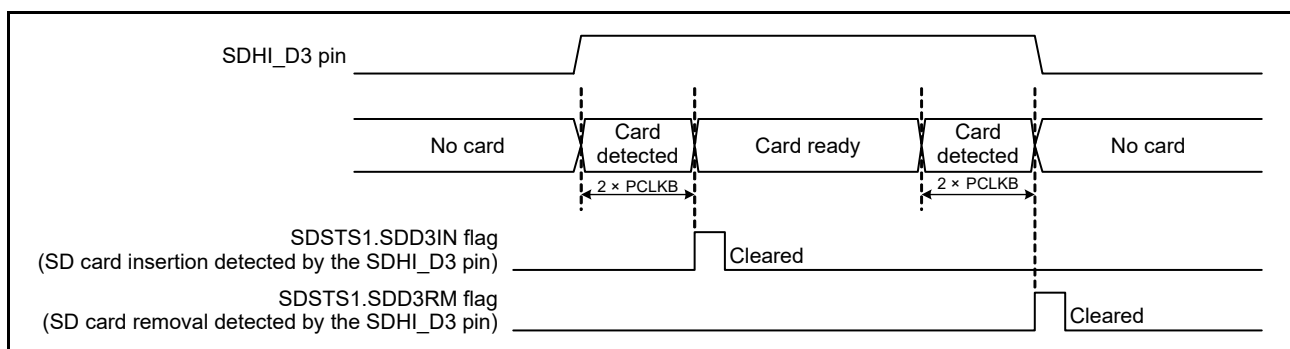 SDHI_D3 pin
No card
Card
detected
Card ready
Card
detected
No card
2 × PCLKB
2 × PCLKB
SDSTS1.SDD3IN flag
(SD card insertion detected by the SDHI_D3 pin)
Cleared
SDSTS1.SDD3RM flag
(SD card removal detected by the SDHI_D3 pin)
Cleared